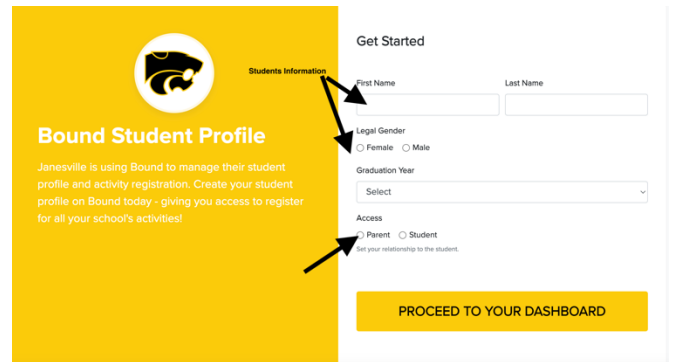 Students Information
Bound Student Profile
Janesville is using Bound to manage their student
profile and activity registration. Create your student
profile on Bound today - giving you access to register
for all your school's activities!
Get Started
First Name Last Name
Legal Gender
Female Male
Graduation Year
Select
Access
Parent Student
Set your relationship to the student.
PROCEED TO YOUR DASHBOARD